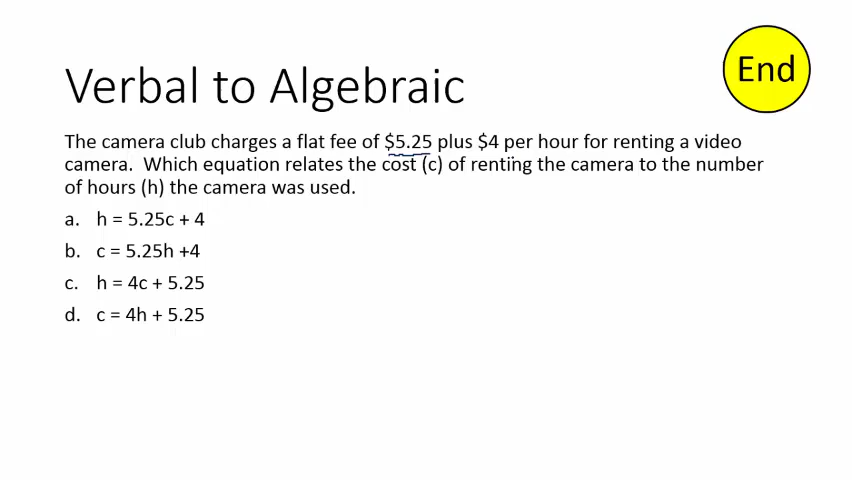 End
Verbal to Algebraic
The camera club charges a flat fee of $5.25 plus $4 per hour for renting a video
camera. Which equation relates the cost (c) of renting the camera to the number
of hours (h) the camera was used.
a. h = 5.25c + 4
b. c = 5.25h +4
c. h = 4c + 5.25
d. c = 4h + 5.25